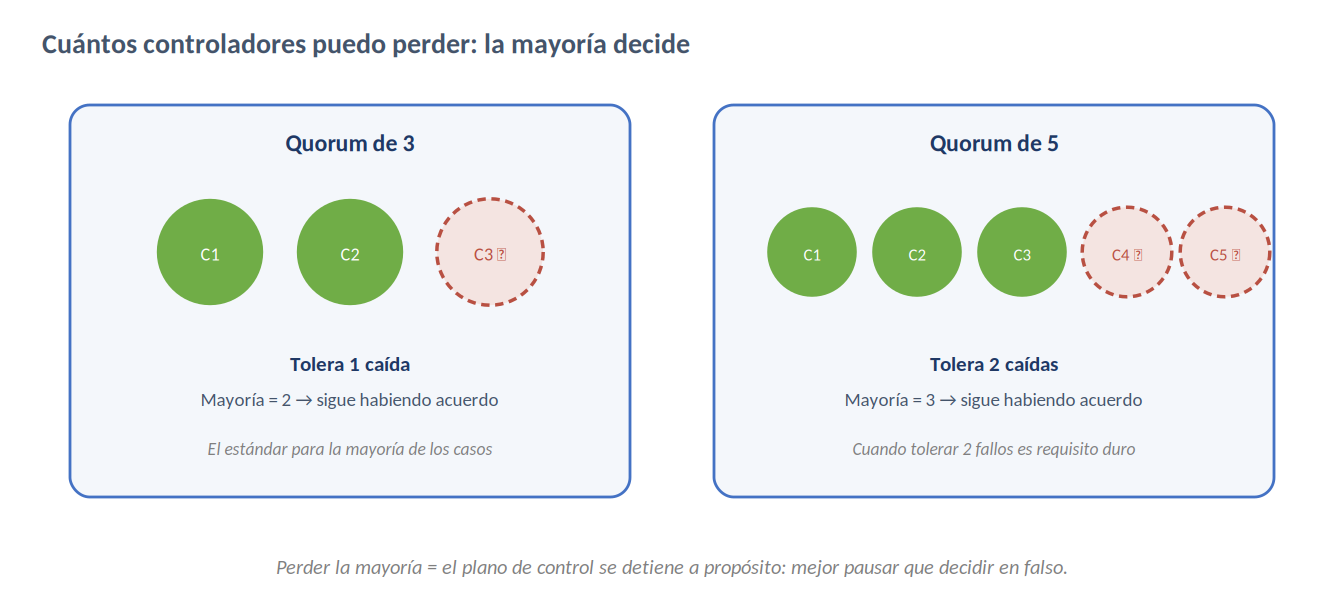 Cuántos controladores puedo perder: la mayoría decide
Quorum de 3
C1
C2
C3
Tolera 1 caída
Mayoría = 2 → sigue habiendo acuerdo
El estándar para la mayoría de los casos
Quorum de 5
C1
C2
C3
C4
C5
Tolera 2 caídas
Mayoría = 3 → sigue habiendo acuerdo
Cuando tolerar 2 fallos es requisito duro
Perder la mayoría = el plano de control se detiene a propósito: mejor pausar que decidir en falso.